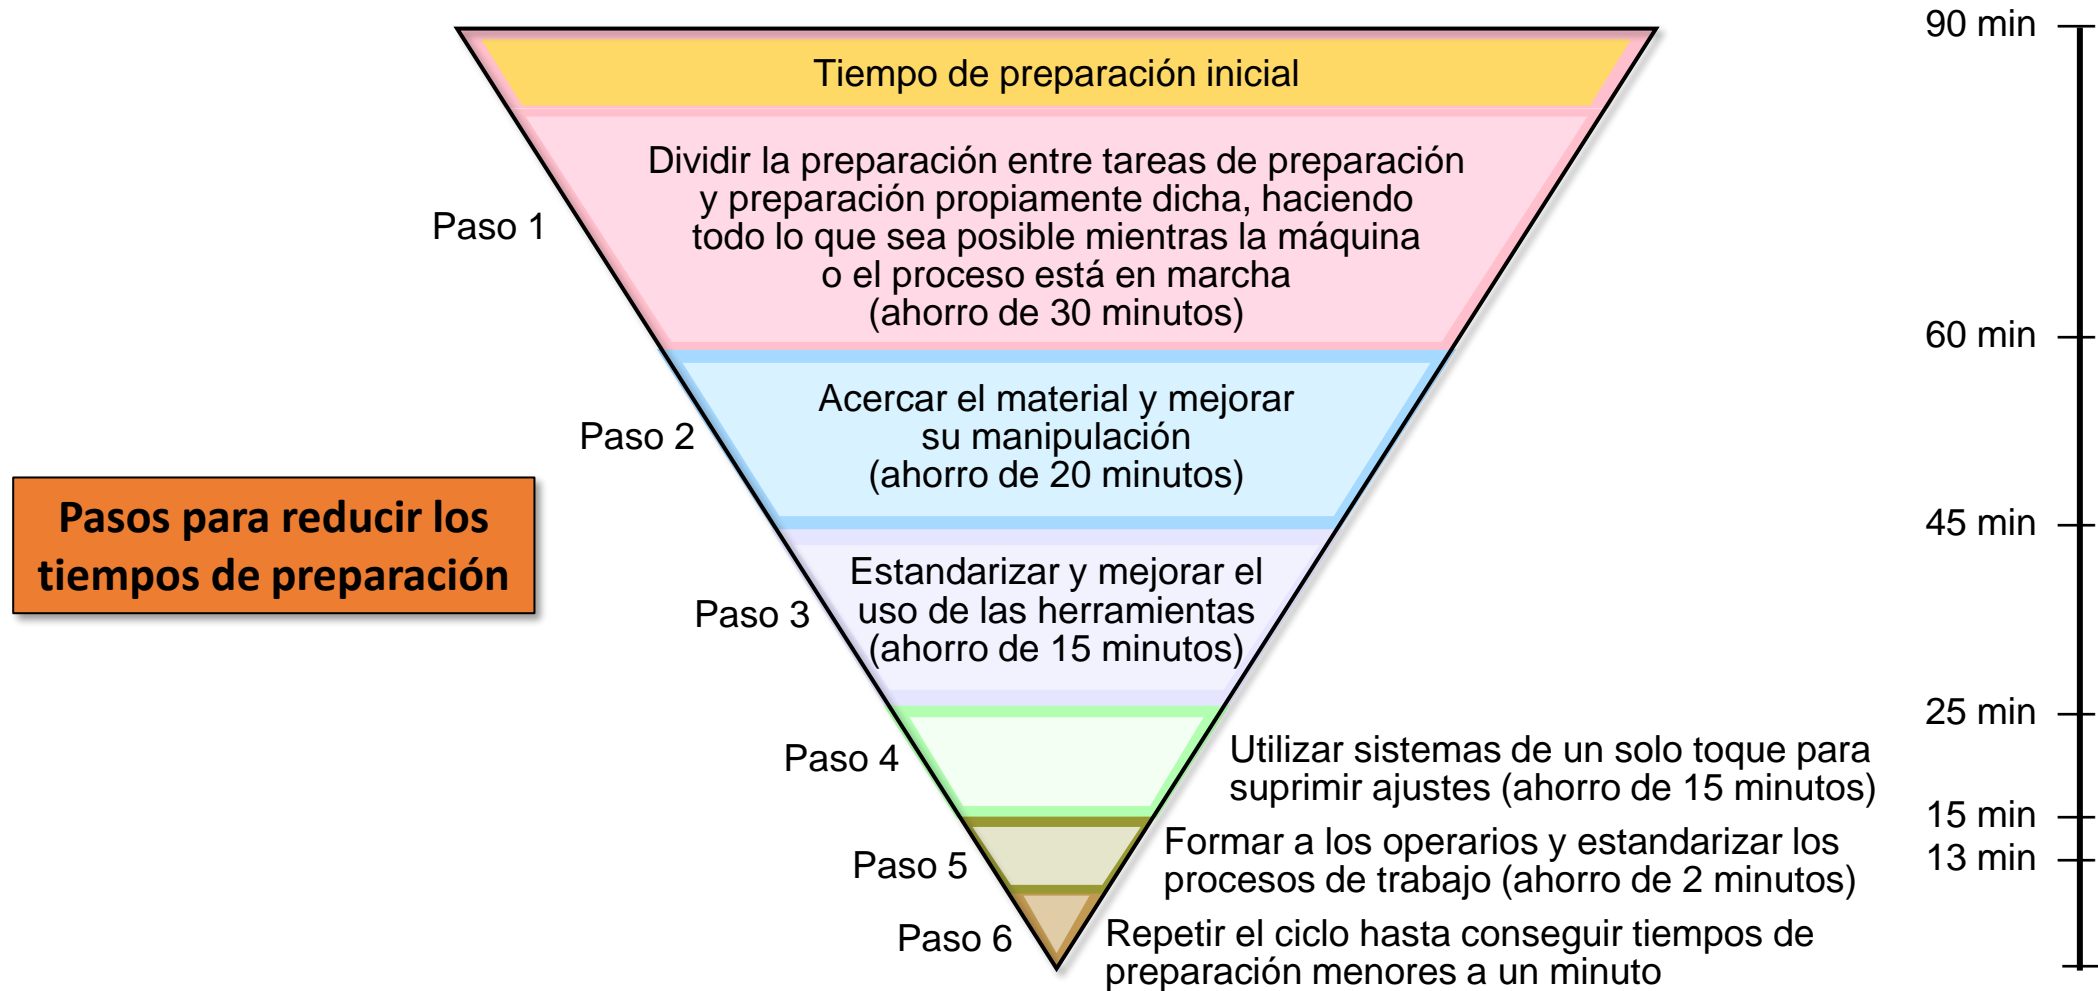 90 min
Tiempo de preparación inicial
Paso 1
Dividir la preparación entre tareas de preparación
y preparación propiamente dicha, haciendo
todo lo que sea posible mientras la máquina
o el proceso está en marcha
(ahorro de 30 minutos)
60 min
Paso 2
Acercar el material y mejorar
su manipulación
(ahorro de 20 minutos)
45 min
Pasos para reducir los
tiempos de preparación
Paso 3
Estandarizar y mejorar el
uso de las herramientas
(ahorro de 15 minutos)
25 min
Paso 4
Utilizar sistemas de un solo toque para
suprimir ajustes (ahorro de 15 minutos)
15 min
Paso 5
Formar a los operarios y estandarizar los
procesos de trabajo (ahorro de 2 minutos)
13 min
Paso 6
Repetir el ciclo hasta conseguir tiempos de
preparación menores a un minuto